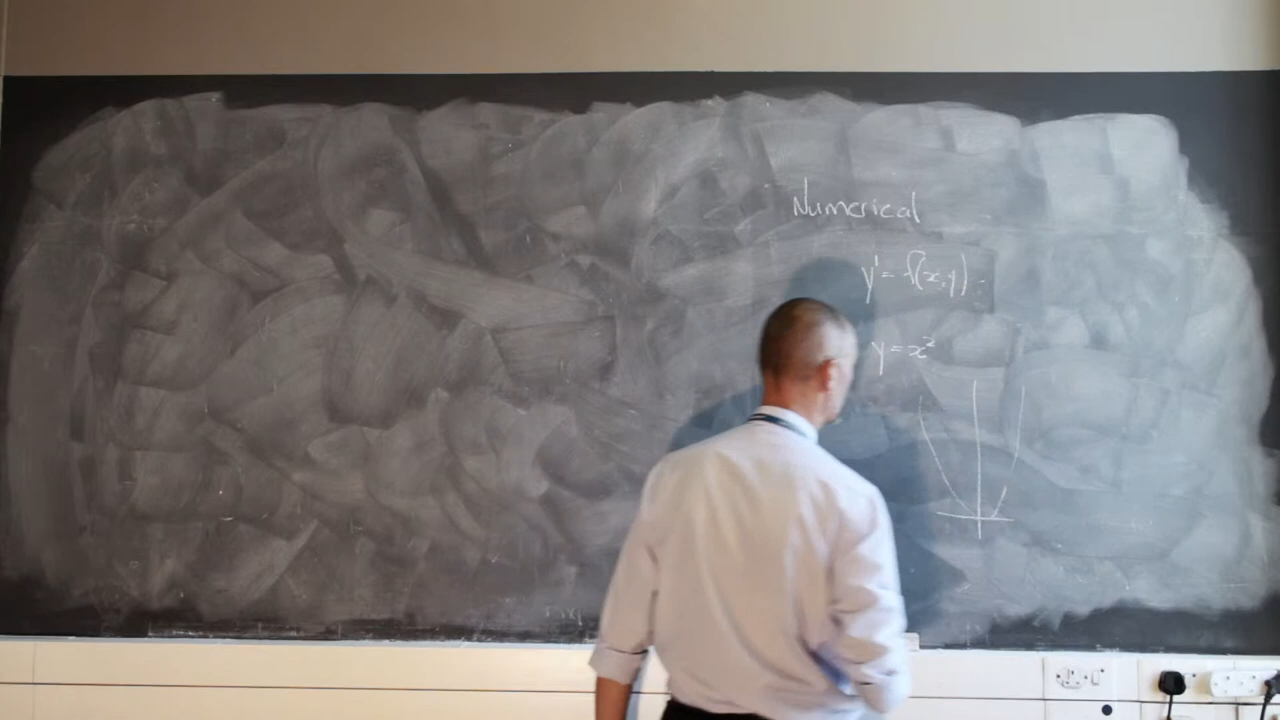 Numerical
y' = f(x,y)
y = x²